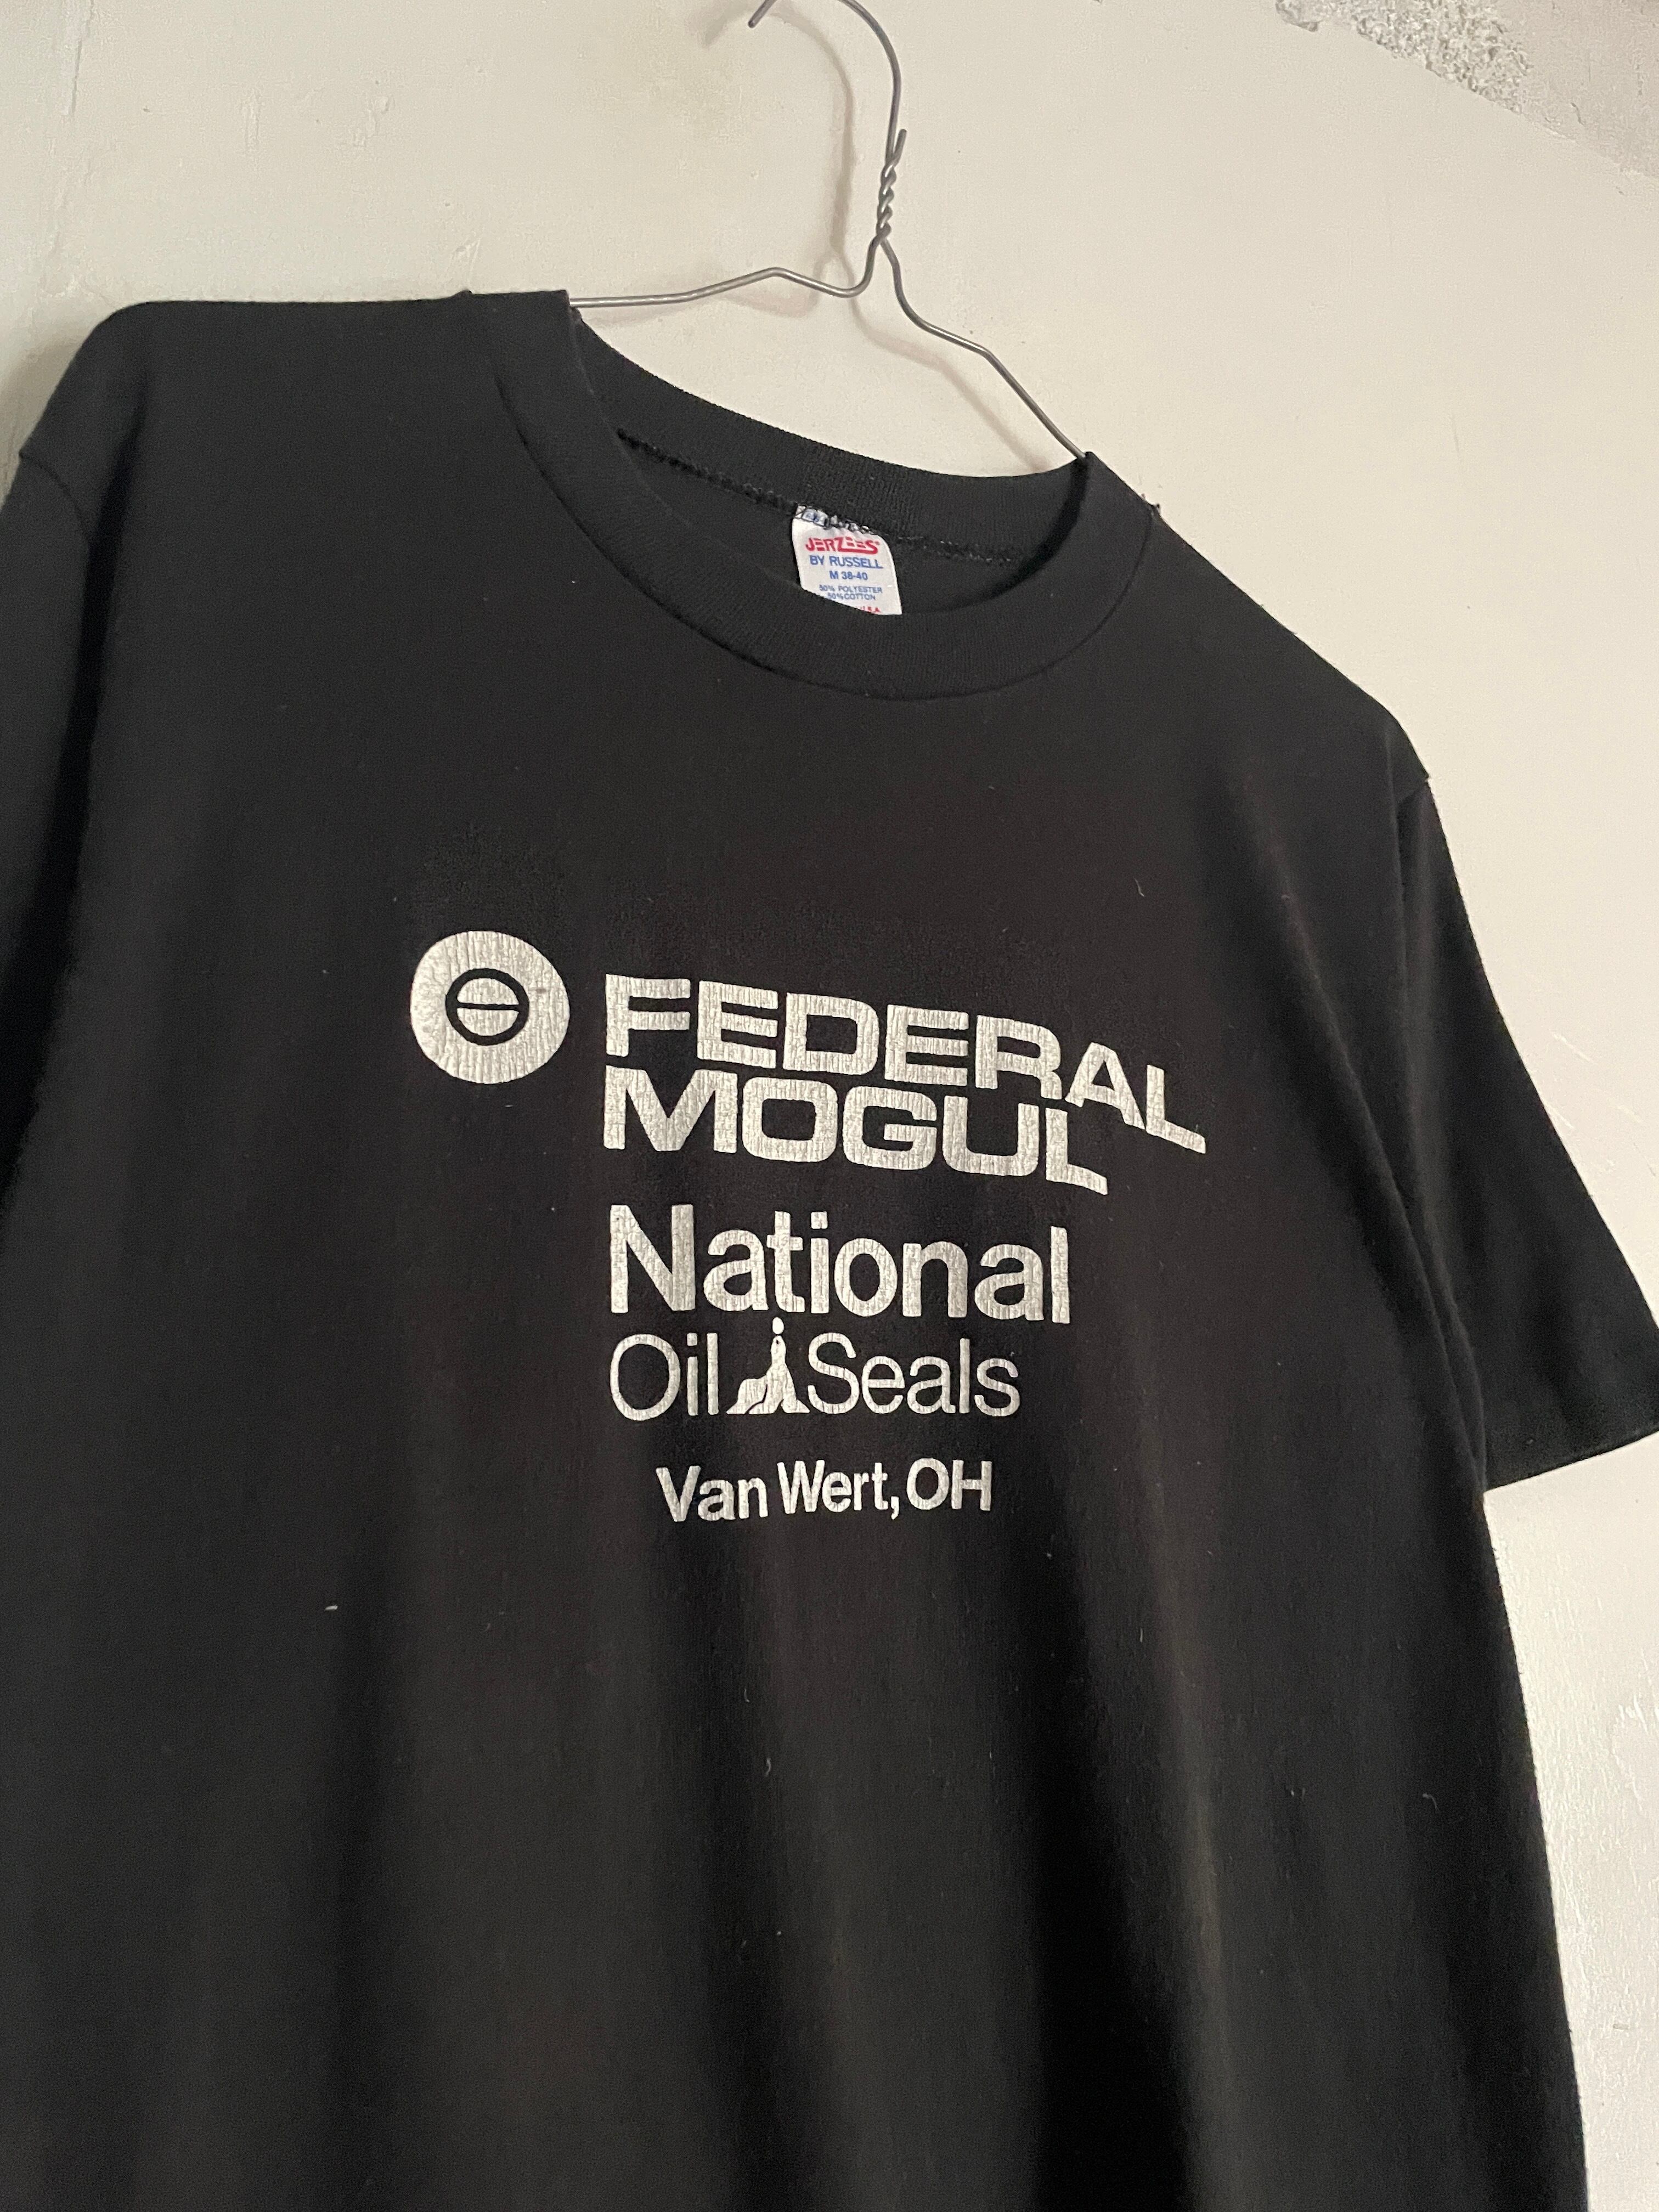 JERZEES
BY RUSSELL
M 38-40
50% POLYESTER
50% COTTON
U.S.A.
FEDERAL
MOGUL
National
Oil Seals
Van Wert, OH